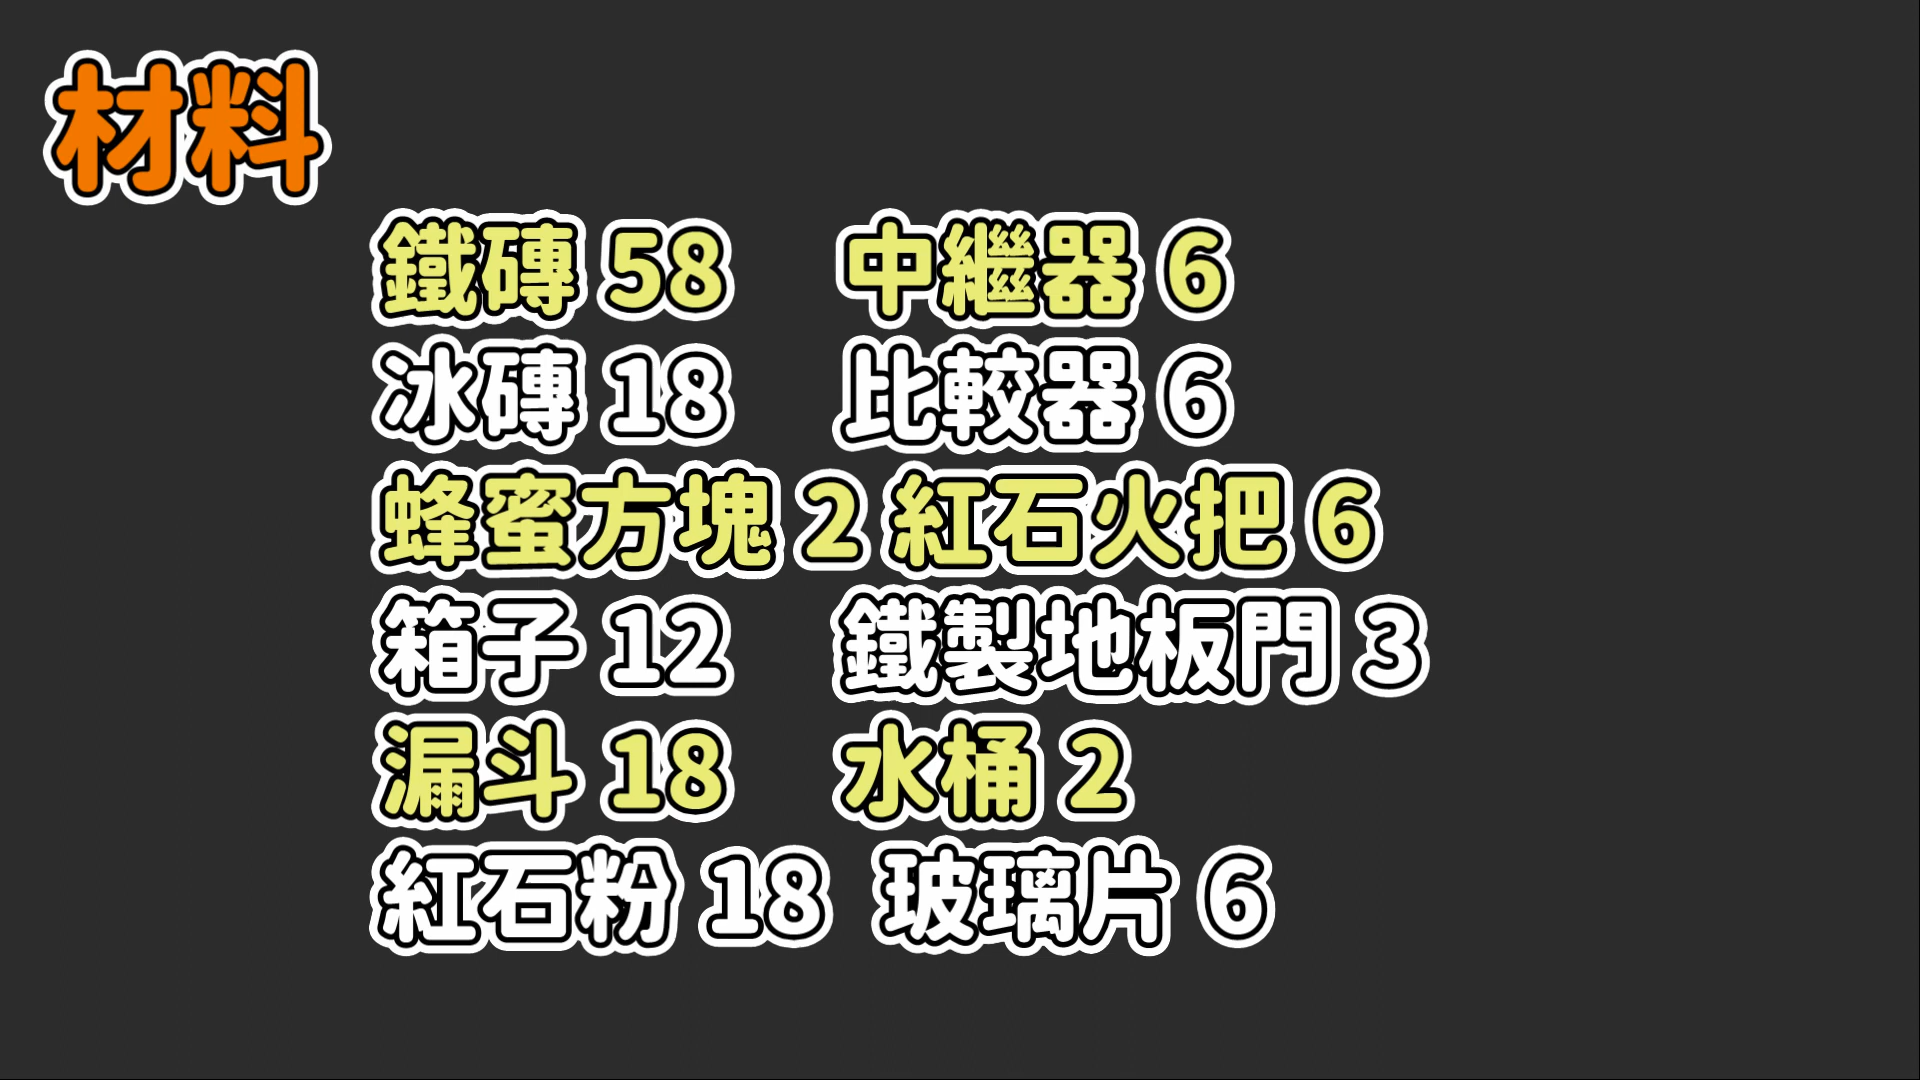 材料
鐵磚 58 中繼器 6
冰磚 18 比較器 6
蜂蜜方塊 2 紅石火把 6
箱子 12 鐵製地板門 3
漏斗 18 水桶 2
紅石粉 18 玻璃片 6